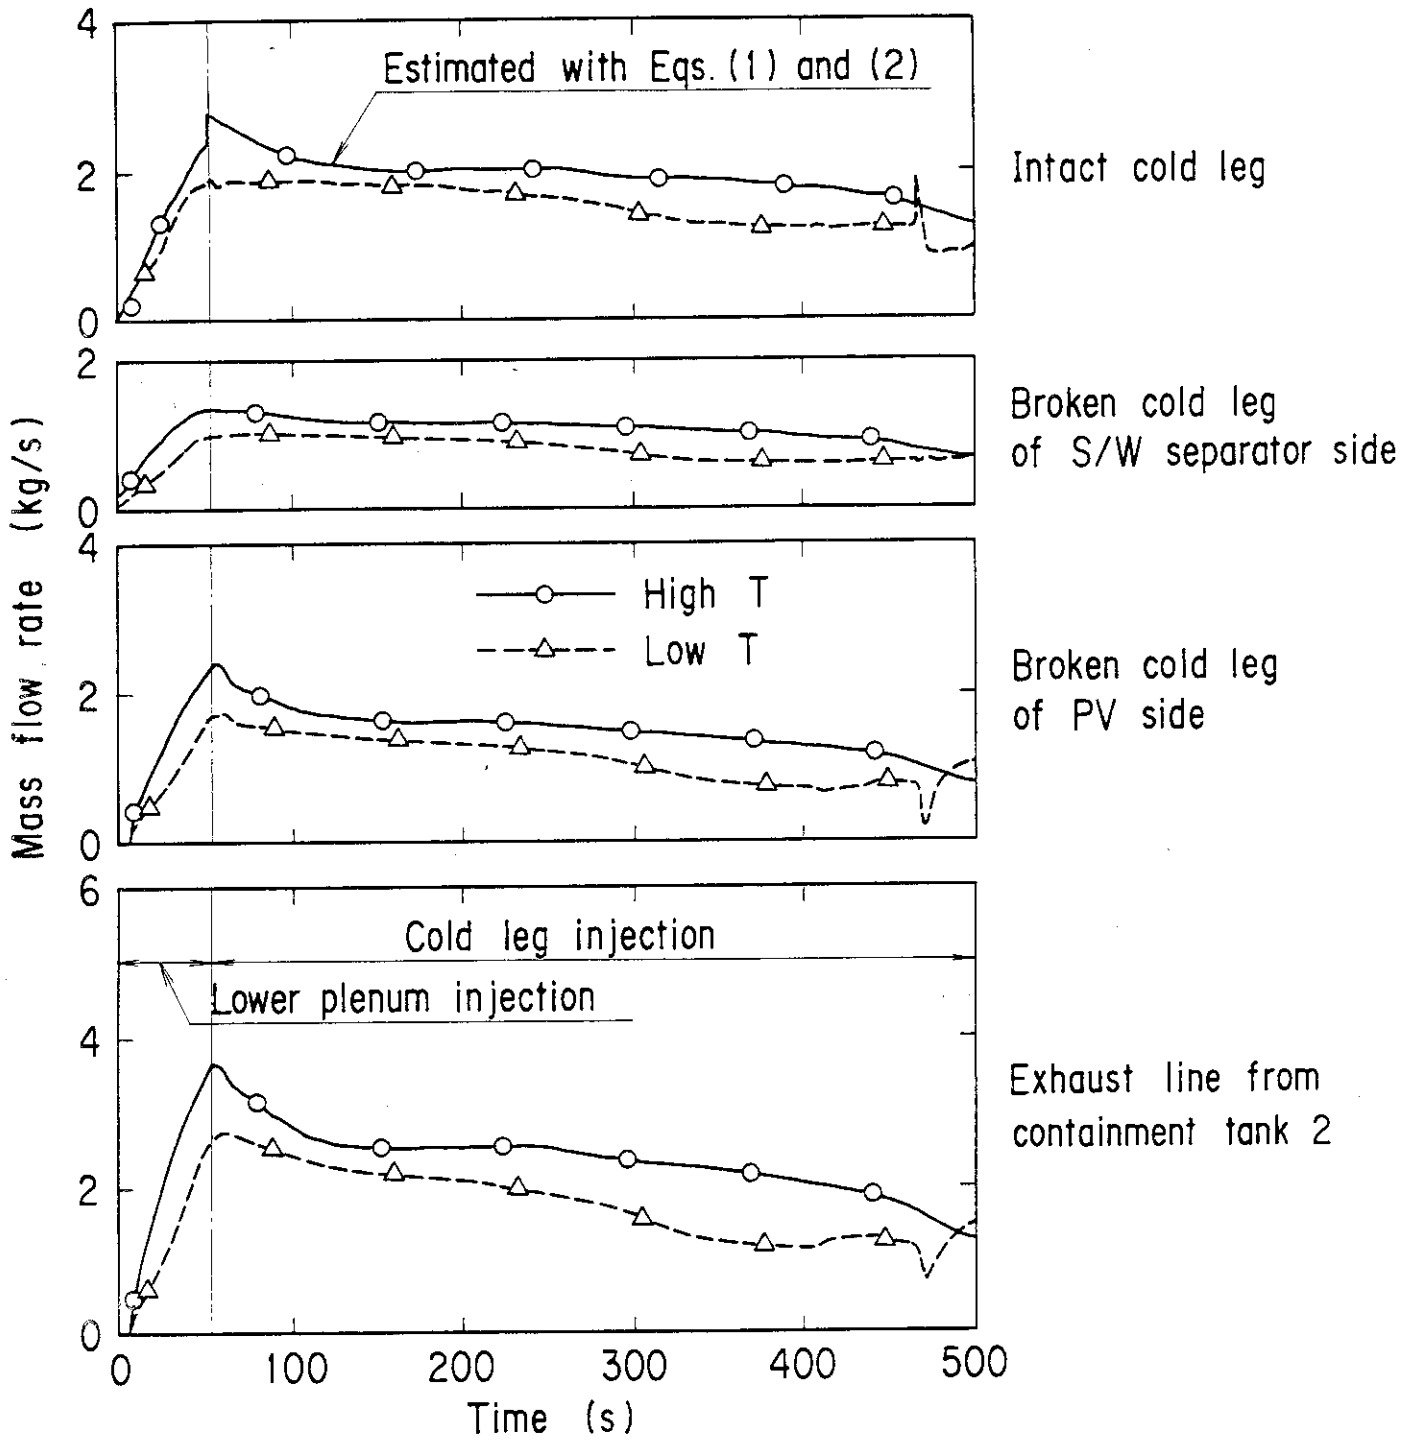 4
Estimated with Eqs. (1) and (2)
2
Intact cold leg
0
2
1
0
Broken cold leg
of S/W separator side
Mass flow rate (kg/s)
4
High T
Low T
2
Broken cold leg
of PV side
0
6
Cold leg injection
Lower plenum injection
4
Exhaust line from
containment tank 2
2
0
0 100 200 300 400 500
Time (s)